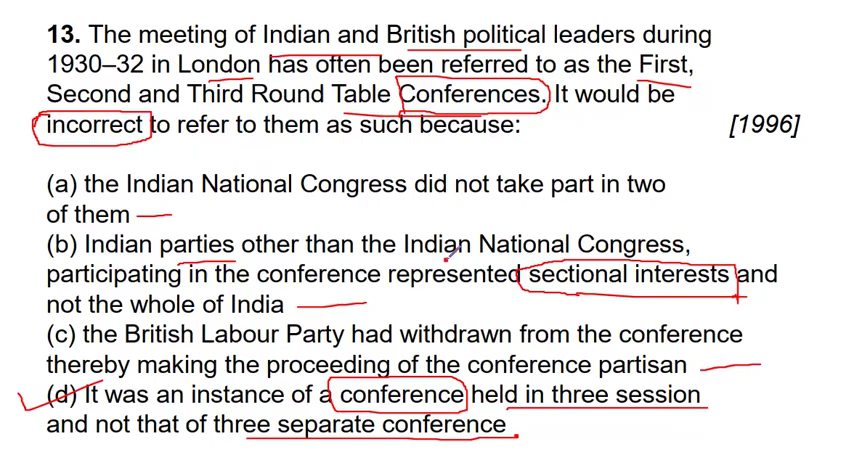 13. The meeting of Indian and British political leaders during
1930–32 in London has often been referred to as the First,
Second and Third Round Table Conferences. It would be
incorrect to refer to them as such because: [1996]
(a) the Indian National Congress did not take part in two
of them
(b) Indian parties other than the Indian National Congress,
participating in the conference represented sectional interests and
not the whole of India
(c) the British Labour Party had withdrawn from the conference
thereby making the proceeding of the conference partisan
(d) It was an instance of a conference held in three session
and not that of three separate conference